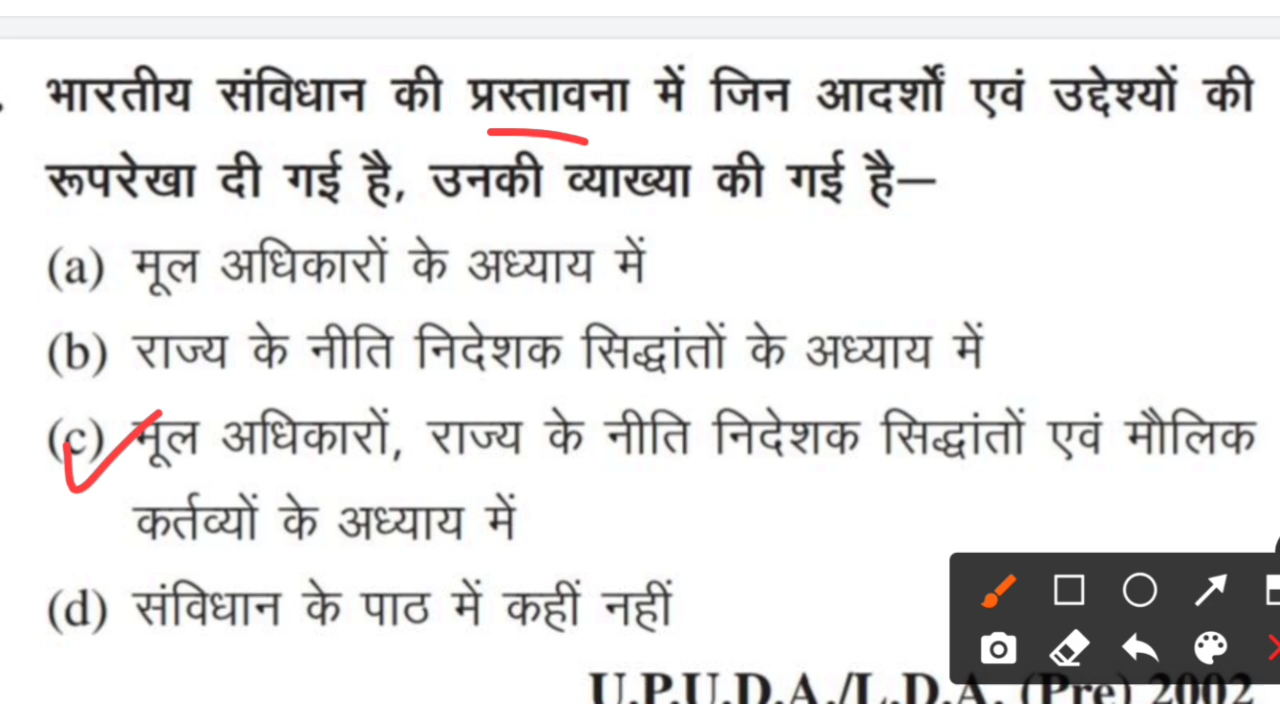 भारतीय संविधान की प्रस्तावना में जिन आदर्शों एवं उद्देश्यों की
रूपरेखा दी गई है, उनकी व्याख्या की गई है—
(a) मूल अधिकारों के अध्याय में
(b) राज्य के नीति निदेशक सिद्धांतों के अध्याय में
(c) मूल अधिकारों, राज्य के नीति निदेशक सिद्धांतों एवं मौलिक
कर्तव्यों के अध्याय में
(d) संविधान के पाठ में कहीं नहीं
U.P.U.D.A./L.D.A. (Pre) 2002